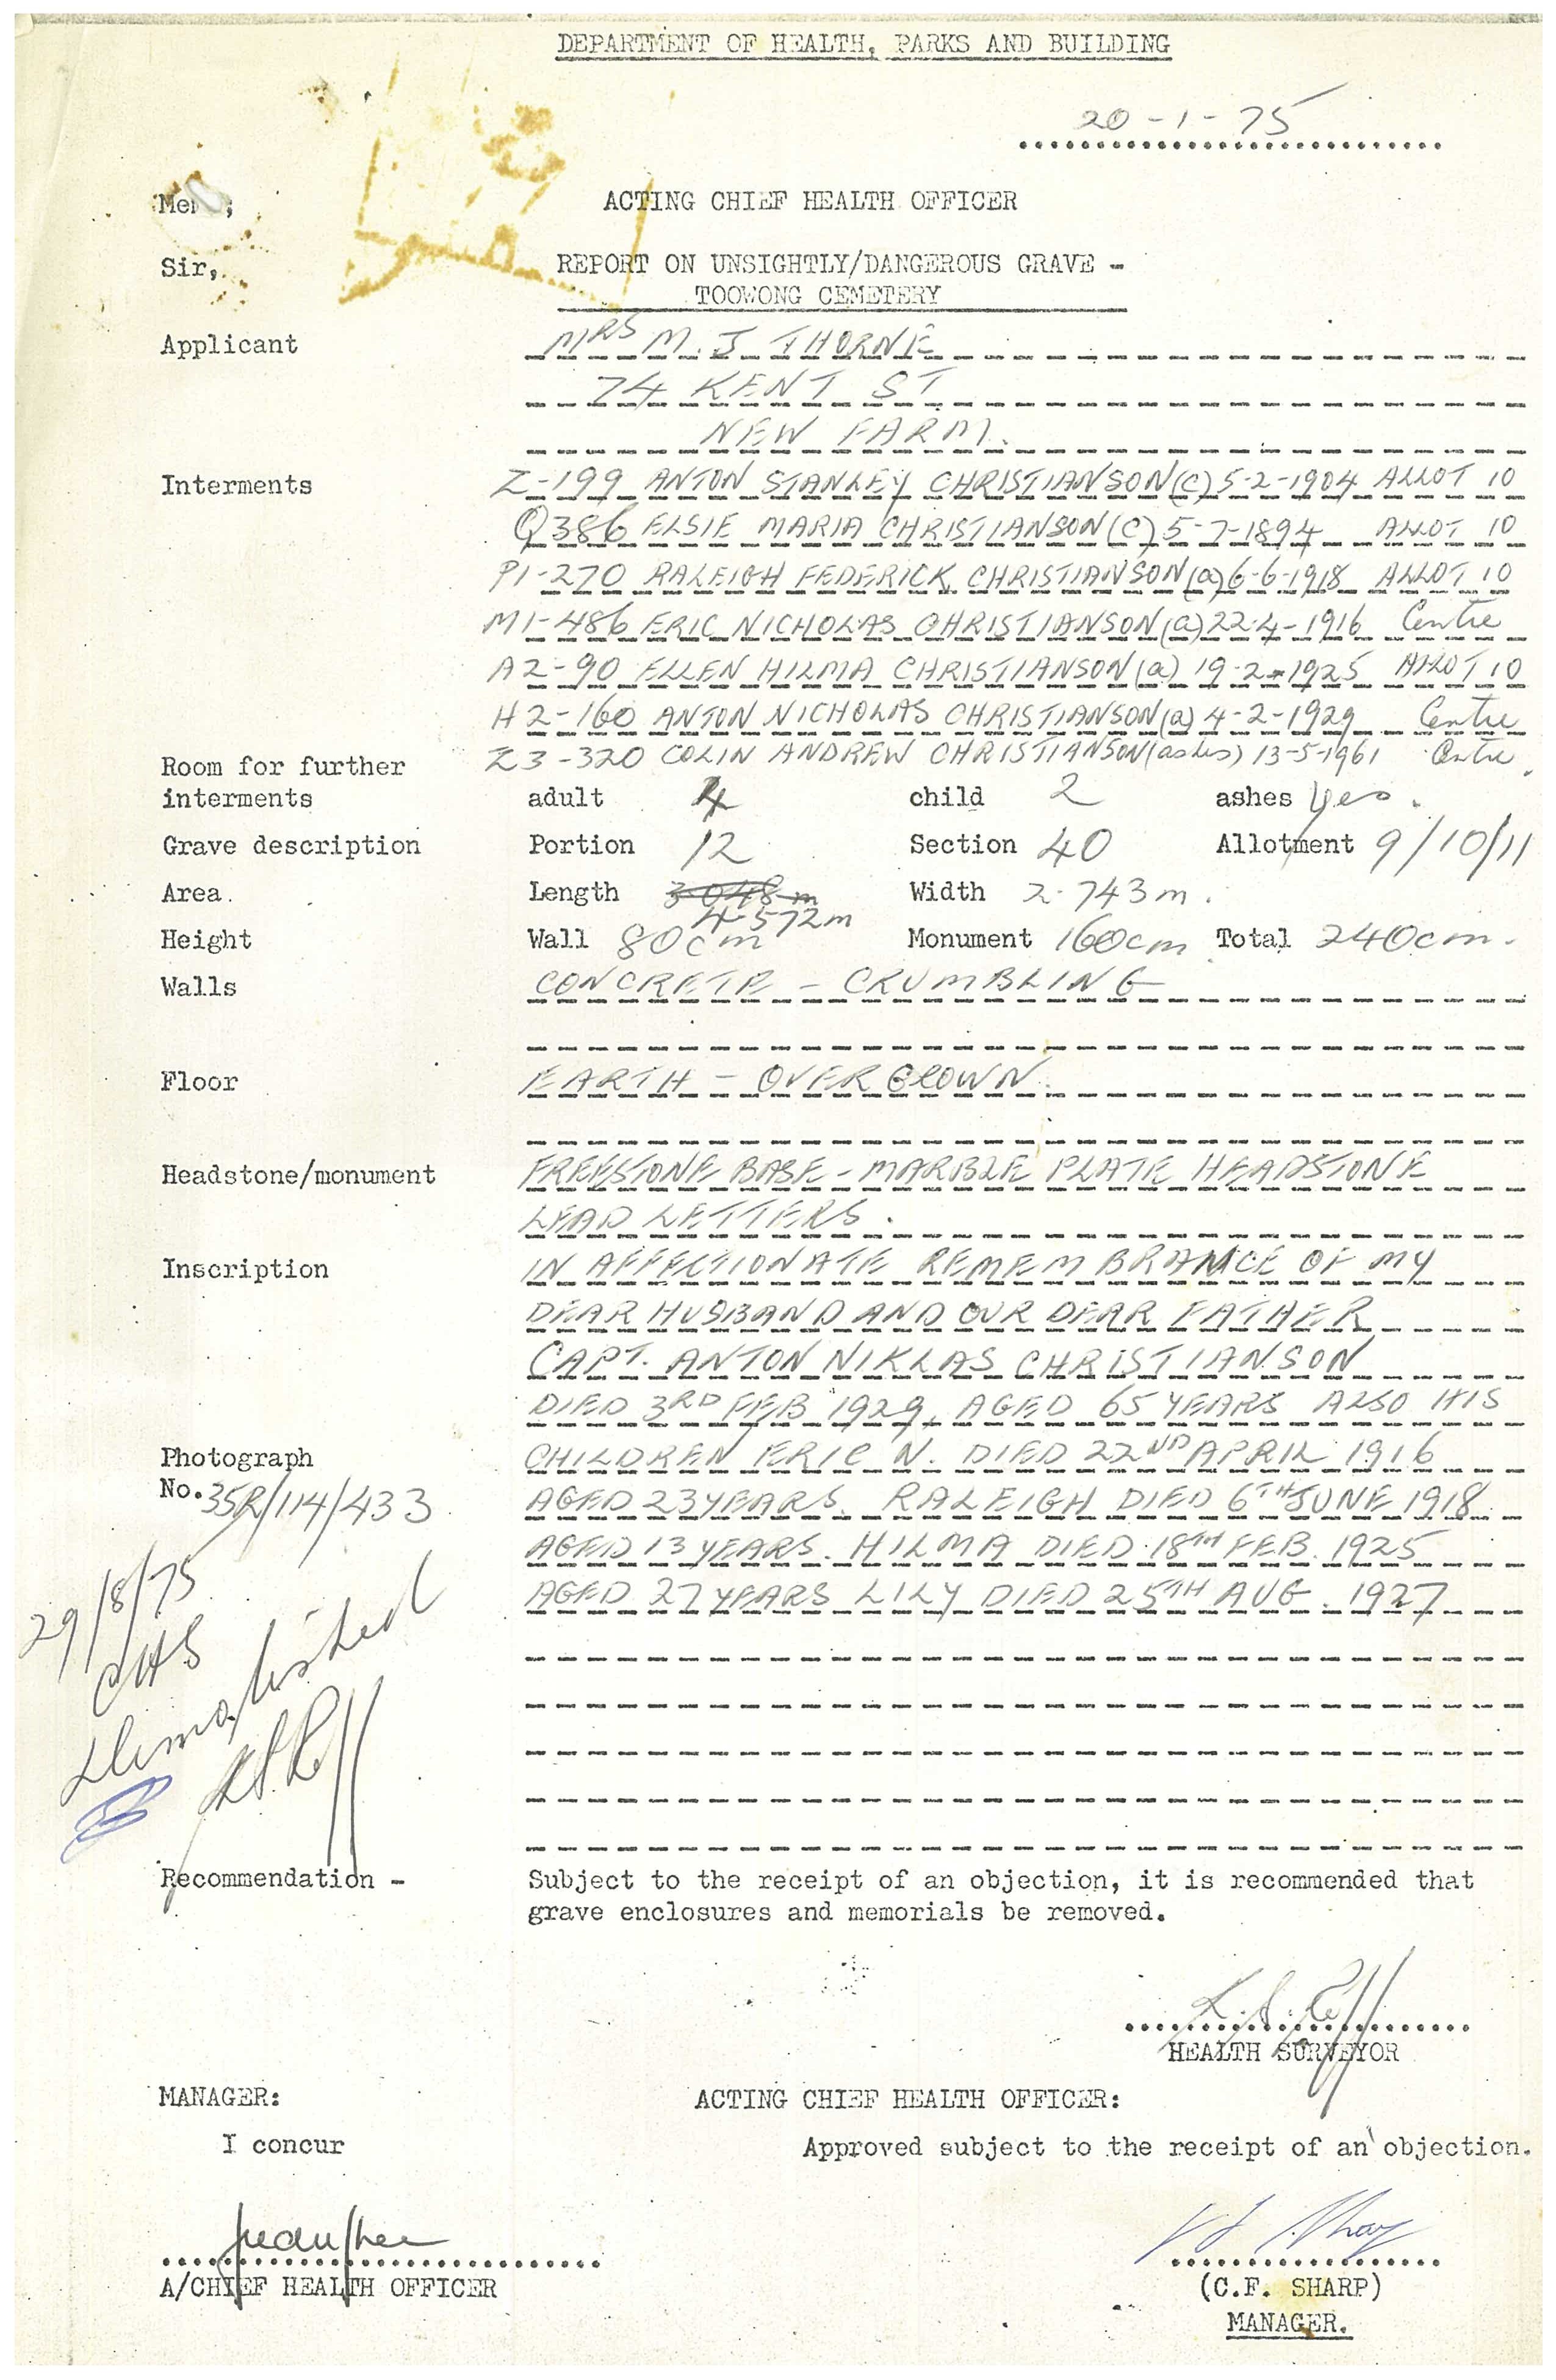 DEPARTMENT OF HEALTH, PARKS AND BUILDING
20-1-75
ACTING CHIEF HEALTH OFFICER
Sir,
REPORT ON UNSIGHTLY/DANGEROUS GRAVE -
TOOWONG CEMETERY
Applicant MRS M. J THORNE
74 KENT ST
NEW FARM.
Interments Z-199 ANTON STANLEY CHRISTIANSON (C) 5-2-1904 ALLOT 10
Q386 ELSIE MARIA CHRISTIANSON (C) 5-7-1894 ALLOT 10
P1-270 RALEIGH FEDERICK CHRISTIANSON (a) 6-6-1918 ALLOT 10
M1-486 ERIC NICHOLAS CHRISTIANSON (a) 22-4-1916 Centre
A2-90 ELLEN HILMA CHRISTIANSON (a) 19-2-1925 ALLOT 10
H2-160 ANTON NICHOLAS CHRISTIANSON (a) 4-2-1929 Centre
Z3-320 COLIN ANDREW CHRISTIANSON (ashes) 13-5-1961 Centre.
Room for further
interments adult 4 child 2 ashes yes.
Grave description Portion 12 Section 40 Allotment 9/10/11
Area. Length 3 048 m Width 2.743m.
4.572m
Height Wall 80cm Monument 160cm Total 240cm.
Walls CONCRETE - CRUMBLING
Floor EARTH - OVERGROWN.
Headstone/monument FREESTONE BASE - MARBLE PLATE HEADSTONE
LEAD LETTERS.
Inscription IN AFFECTIONATE REMEMBRANCE OF MY
DEAR HUSBAND AND OUR DEAR FATHER
CAPT. ANTON NIKLAS CHRISTIANSON
DIED 3RD FEB 1929, AGED 65 YEARS ALSO HIS
Photograph CHILDREN ERIC N. DIED 22ND APRIL 1916
No. 35R/114/433 AGED 23 YEARS. RALEIGH DIED 6TH JUNE 1918
AGED 13 YEARS. HILMA DIED 18TH FEB. 1925
AGED 27 YEARS LILY DIED 25TH AUG. 1927
29/8/75
CHS
Demolished
Recommendation - Subject to the receipt of an objection, it is recommended that
grave enclosures and memorials be removed.
HEALTH SURVEYOR
MANAGER: ACTING CHIEF HEALTH OFFICER:
I concur Approved subject to the receipt of an objection.
A/CHIEF HEALTH OFFICER (C.F. SHARP)
MANAGER.